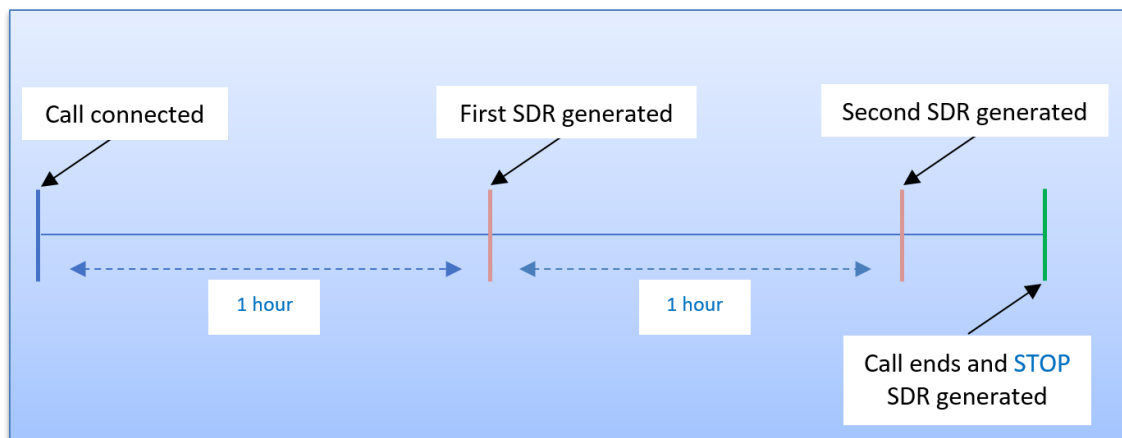 Call connected
First SDR generated
Second SDR generated
1 hour
1 hour
Call ends and STOP
SDR generated